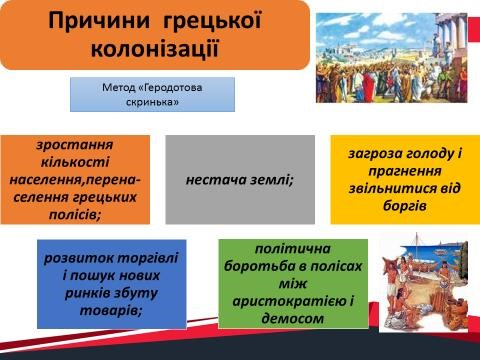 Причини грецької
колонізації
Метод «Геродотова
скринька»
зростання
кількості
населення,перена-
селення грецьких
полісів;
нестача землі;
загроза голоду і
прагнення
звільнитися від
боргів
розвиток торгівлі
і пошук нових
ринків збуту
товарів;
політична
боротьба в полісах
між
аристократією і
демосом